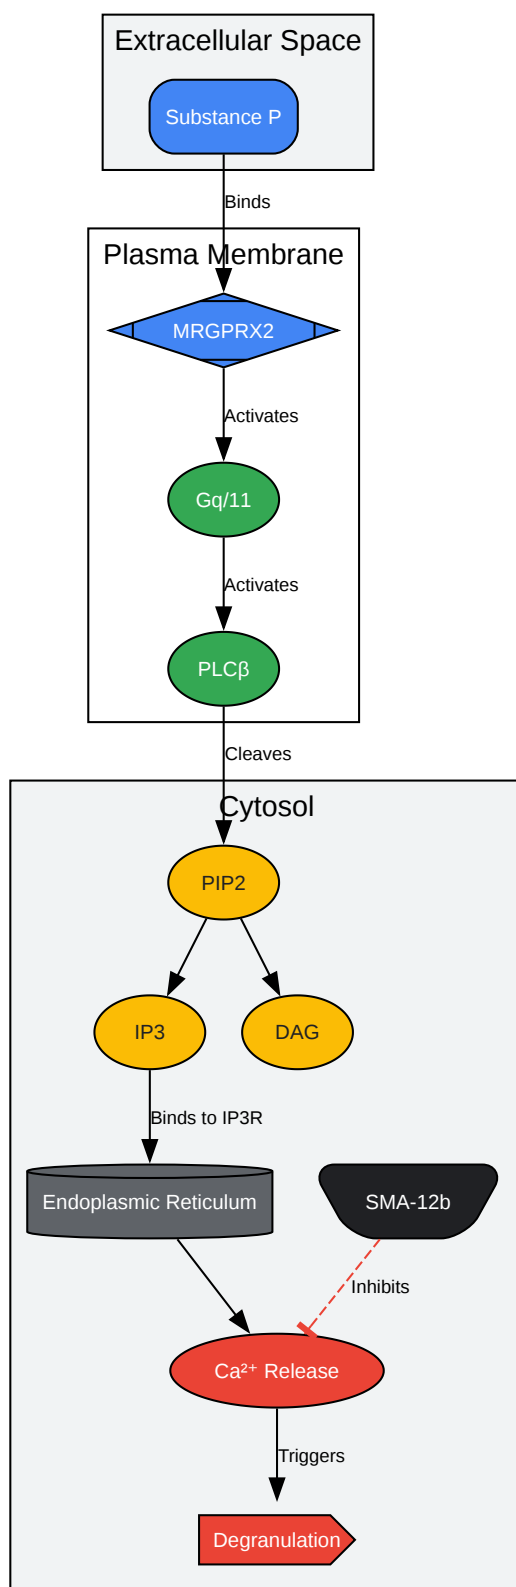 Extracellular Space
Substance P
Binds
Plasma Membrane
MRGPRX2
Activates
Gq/11
Activates
PLCβ
Cleaves
Cytosol
PIP2
IP3
DAG
Binds to IP3R
Endoplasmic Reticulum
SMA-12b
Inhibits
Ca²⁺ Release
Triggers
Degranulation